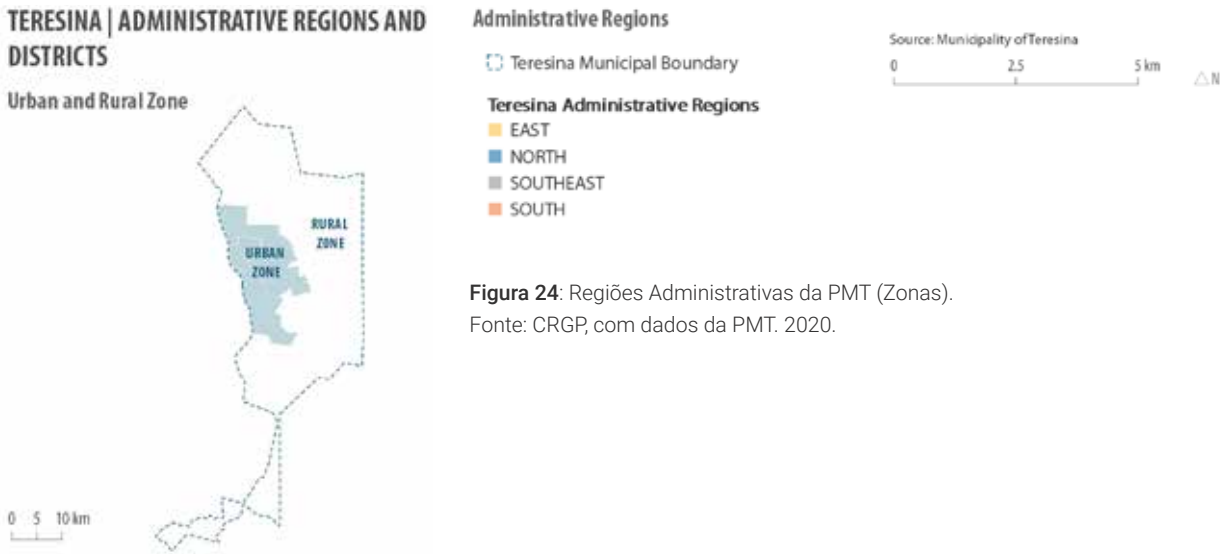 TERESINA | ADMINISTRATIVE REGIONS AND
DISTRICTS
Urban and Rural Zone
RURAL
ZONE
URBAN
ZONE
0 5 10 km
Administrative Regions
Teresina Municipal Boundary
Teresina Administrative Regions
EAST
NORTH
SOUTHEAST
SOUTH
Source: Municipality of Teresina
0 2.5 5 km
N
Figura 24: Regiões Administrativas da PMT (Zonas).
Fonte: CRGP, com dados da PMT. 2020.